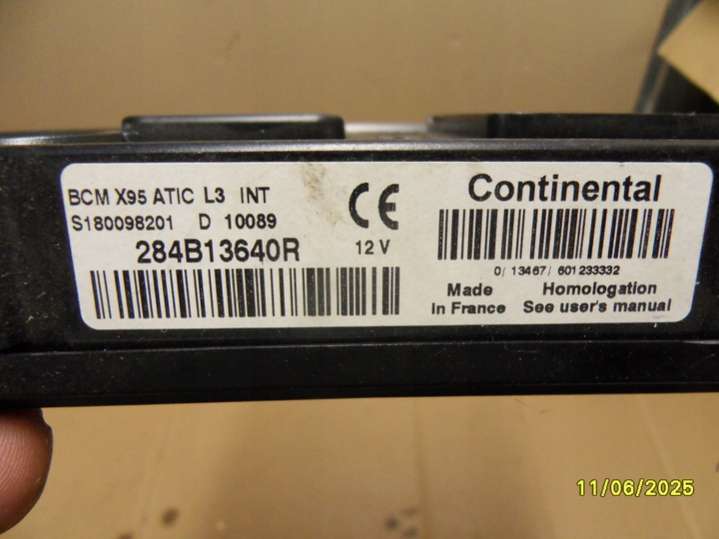 BCM X95 ATIC L3 INT
S180098201 D 10089
284B13640R
CE
12 V
Continental
0/ 13467/ 601233332
Made
in France
Homologation
See user's manual
11/06/2025